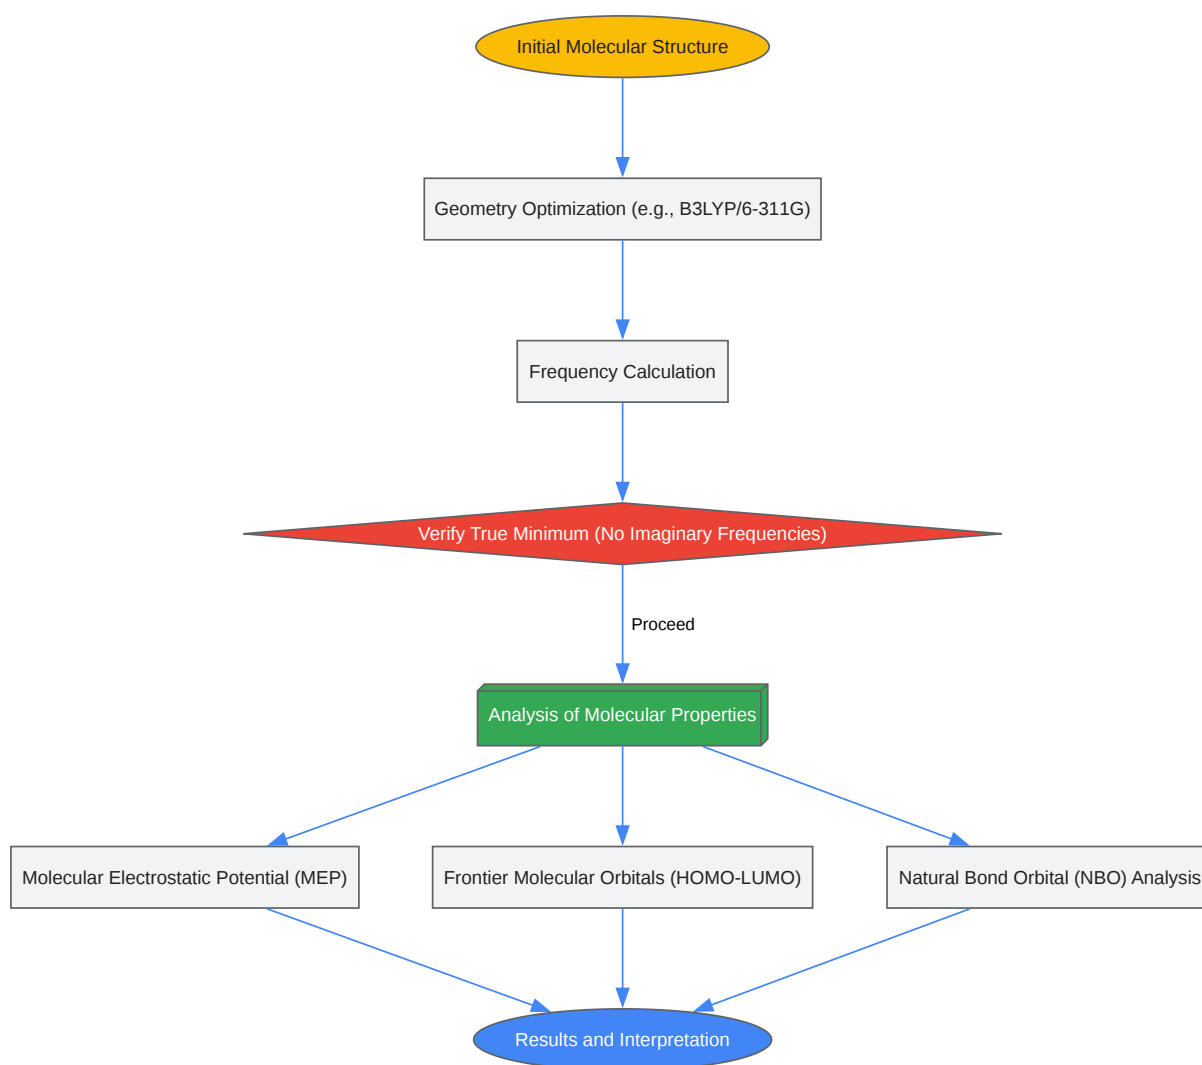 Initial Molecular Structure
Geometry Optimization (e.g., B3LYP/6-311G)
Frequency Calculation
Verify True Minimum (No Imaginary Frequencies)
Proceed
Analysis of Molecular Properties
Molecular Electrostatic Potential (MEP)
Frontier Molecular Orbitals (HOMO-LUMO)
Natural Bond Orbital (NBO) Analysis
Results and Interpretation